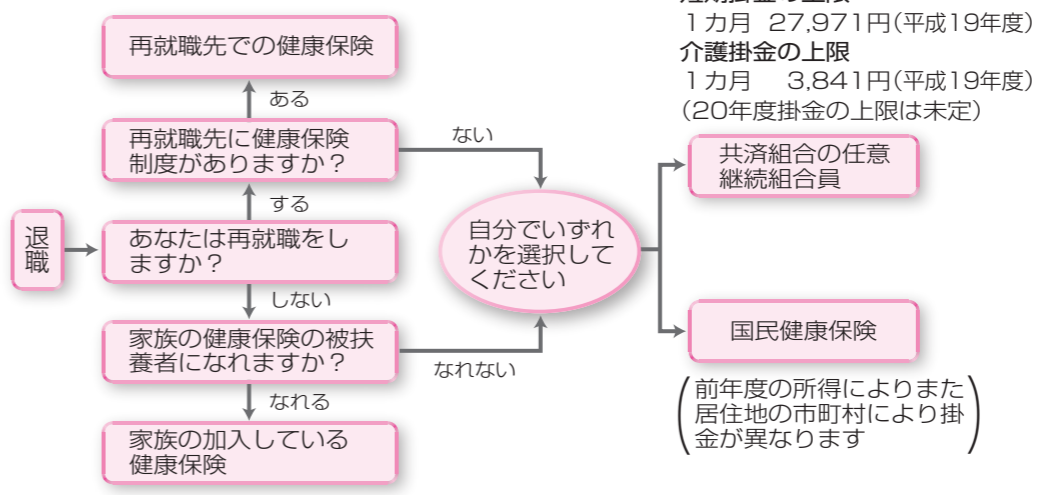 1カ月 27,971円(平成19年度)
介護掛金の上限
1カ月 3,841円(平成19年度)
(20年度掛金の上限は未定)
再就職先での健康保険
ある
再就職先に健康保険
制度がありますか？
ない
する
退職
あなたは再就職をし
ますか？
しない
家族の健康保険の被扶
養者になれますか？
なれない
なれる
家族の加入している
健康保険
自分でいずれ
かを選択して
ください
共済組合の任意
継続組合員
国民健康保険
(前年度の所得によりまた
居住地の市町村により掛
金が異なります)